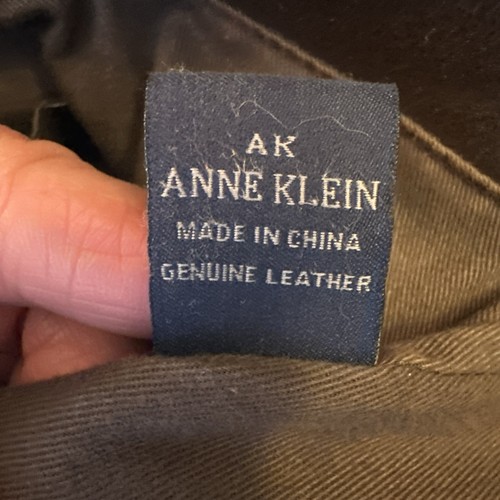 AK
ANNE KLEIN
MADE IN CHINA
GENUINE LEATHER